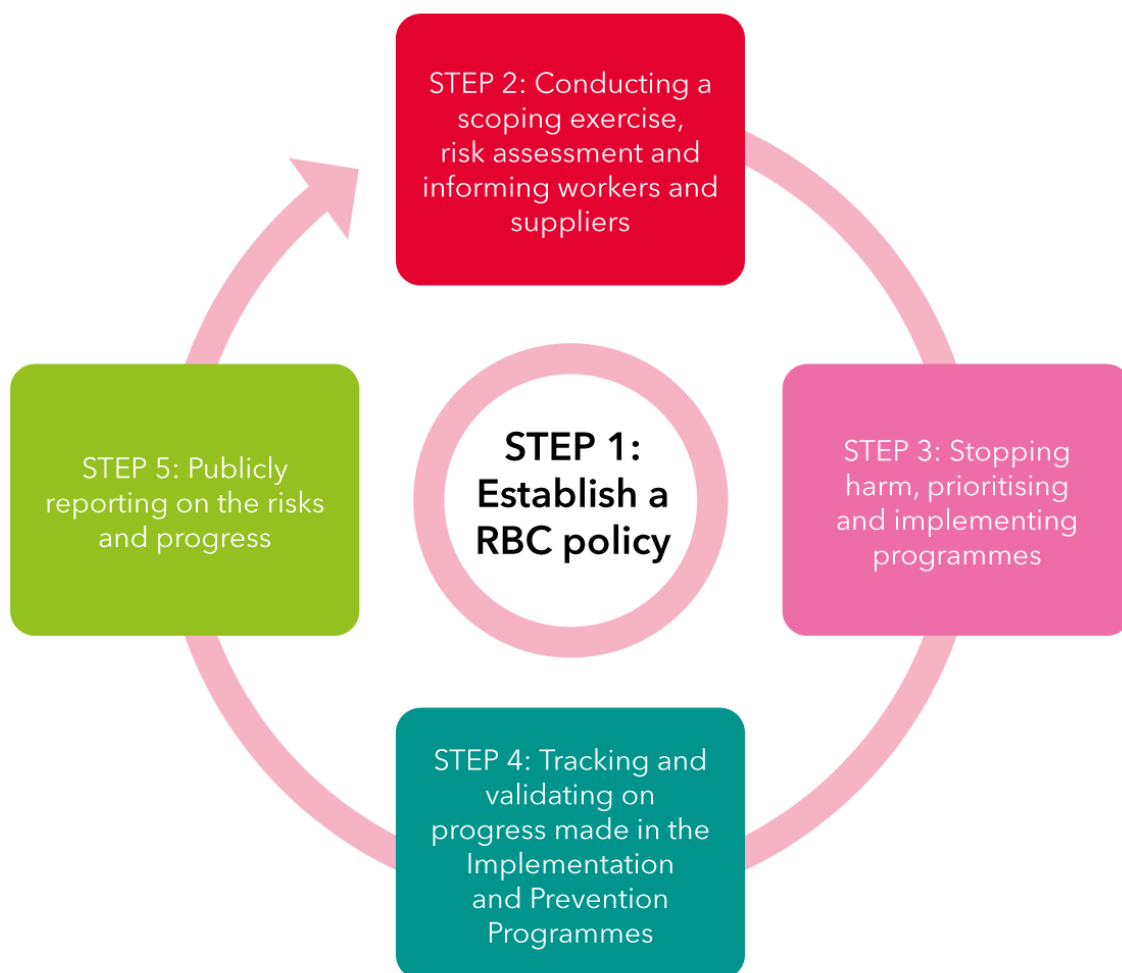 STEP 1:
Establish a
RBC policy
STEP 2: Conducting a
scoping exercise,
risk assessment and
informing workers and
suppliers
STEP 3: Stopping
harm, prioritising
and implementing
programmes
STEP 4: Tracking and
validating on
progress made in the
Implementation
and Prevention
Programmes
STEP 5: Publicly
reporting on the risks
and progress